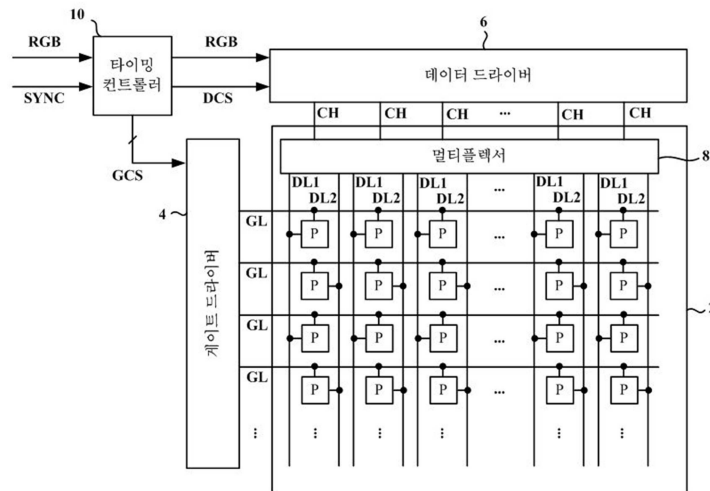 10
6
RGB
RGB
타이밍
컨트롤러
데이터 드라이버
SYNC
DCS
CH CH CH ... CH CH
GCS
멀티플렉서
8
4
DL1 DL1 DL1 ... DL1 DL1
DL2 DL2 DL2 DL2 DL2
GL
P P P ... P P
GL
P P P ... P P
게이트 드라이버
GL
P P P ... P P
GL
P P P ... P P
⋮ ⋮ ⋮ ⋮ ⋮ ⋮